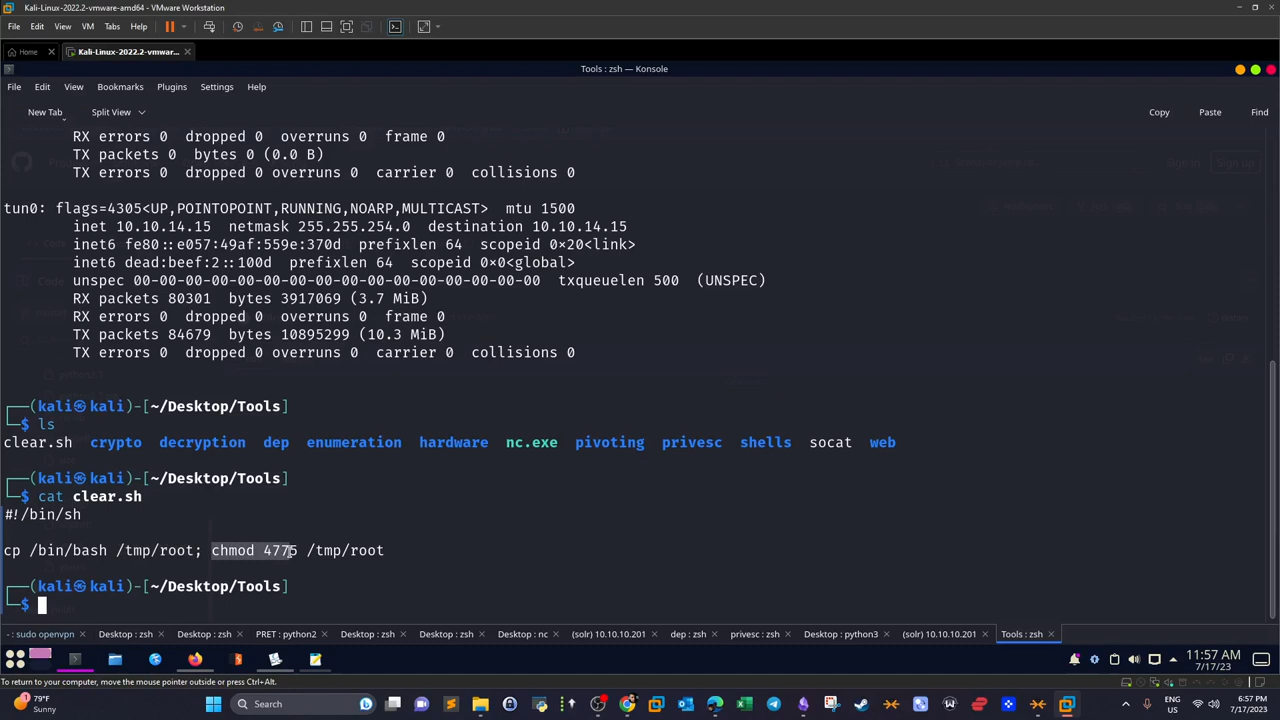 Kali-Linux-2022.2-vmware-amd64 - VMware Workstation
File Edit View VM Tabs Help
Home Kali-Linux-2022.2-vmwar...
Tools : zsh — Konsole
File Edit View Bookmarks Plugins Settings Help
New Tab Split View Copy Paste Find
RX errors 0 dropped 0 overruns 0 frame 0
TX packets 0 bytes 0 (0.0 B)
TX errors 0 dropped 0 overruns 0 carrier 0 collisions 0
tun0: flags=4305<UP,POINTOPOINT,RUNNING,NOARP,MULTICAST> mtu 1500
inet 10.10.14.15 netmask 255.255.254.0 destination 10.10.14.15
inet6 fe80::e057:49af:559e:370d prefixlen 64 scopeid 0×20<link>
inet6 dead:beef:2::100d prefixlen 64 scopeid 0×0<global>
unspec 00-00-00-00-00-00-00-00-00-00-00-00-00-00-00-00 txqueuelen 500 (UNSPEC)
RX packets 80301 bytes 3917069 (3.7 MiB)
RX errors 0 dropped 0 overruns 0 frame 0
TX packets 84679 bytes 10895299 (10.3 MiB)
TX errors 0 dropped 0 overruns 0 carrier 0 collisions 0
┌──(kali㉿kali)-[~/Desktop/Tools]
└─$ ls
clear.sh crypto decryption dep enumeration hardware nc.exe pivoting privesc shells socat web
┌──(kali㉿kali)-[~/Desktop/Tools]
└─$ cat clear.sh
#!/bin/sh
cp /bin/bash /tmp/root; chmod 4775 /tmp/root
┌──(kali㉿kali)-[~/Desktop/Tools]
└─$
- : sudo openvpn Desktop : zsh Desktop : zsh PRET : python2 Desktop : zsh Desktop : zsh Desktop : nc (solr) 10.10.10.201 dep : zsh privesc : zsh Desktop : python3 (solr) 10.10.10.201 Tools : zsh
11:57 AM
7/17/23
To return to your computer, move the mouse pointer outside or press Ctrl+Alt.
79°F
Sunny
Search
ENG
US
6:57 PM
7/17/2023